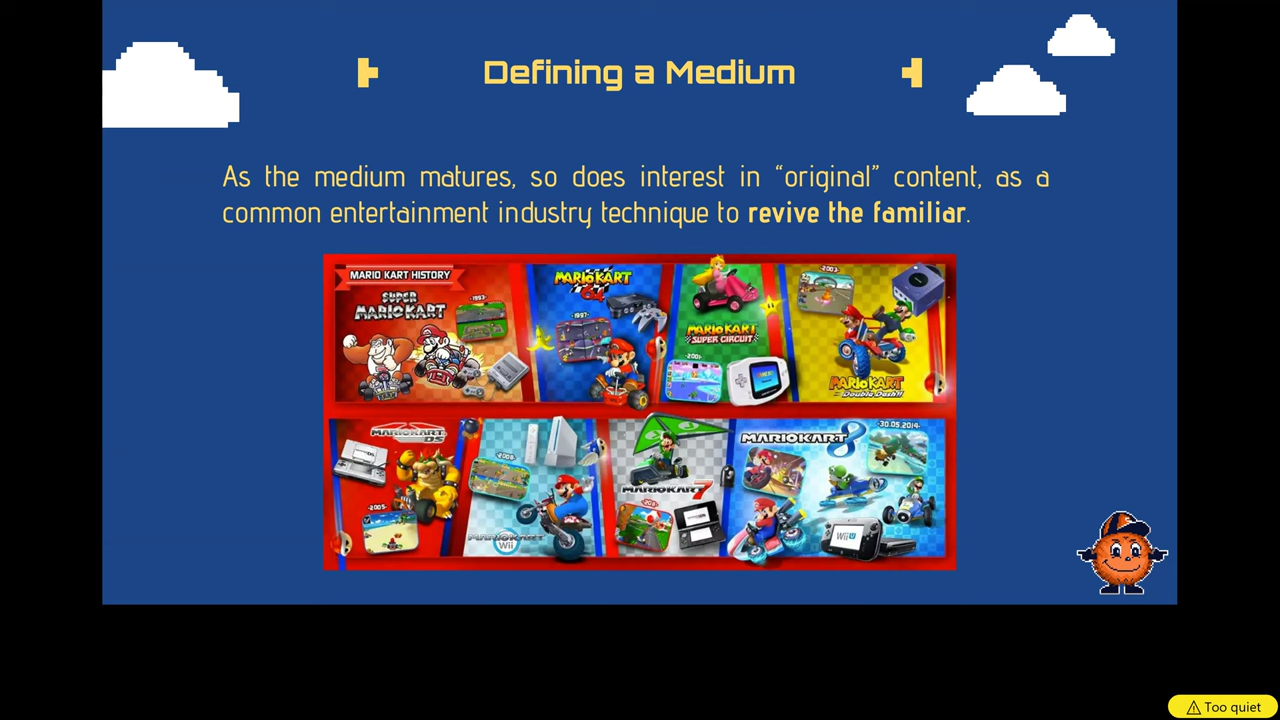 Defining a Medium
As the medium matures, so does interest in “original” content, as a
common entertainment industry technique to revive the familiar.
MARIO KART HISTORY
SUPER
MARIO KART
-1993-
MARIO KART
64
-1997-
MARIO KART
SUPER CIRCUIT
-2001-
-2003-
MARIO KART
Double Dash!!
MARIO KART
DS
-2005-
-2008-
MARIO KART
Wii
MARIO KART 7
-2011-
MARIO KART 8
-30.05.2014-
Wii U
Too quiet